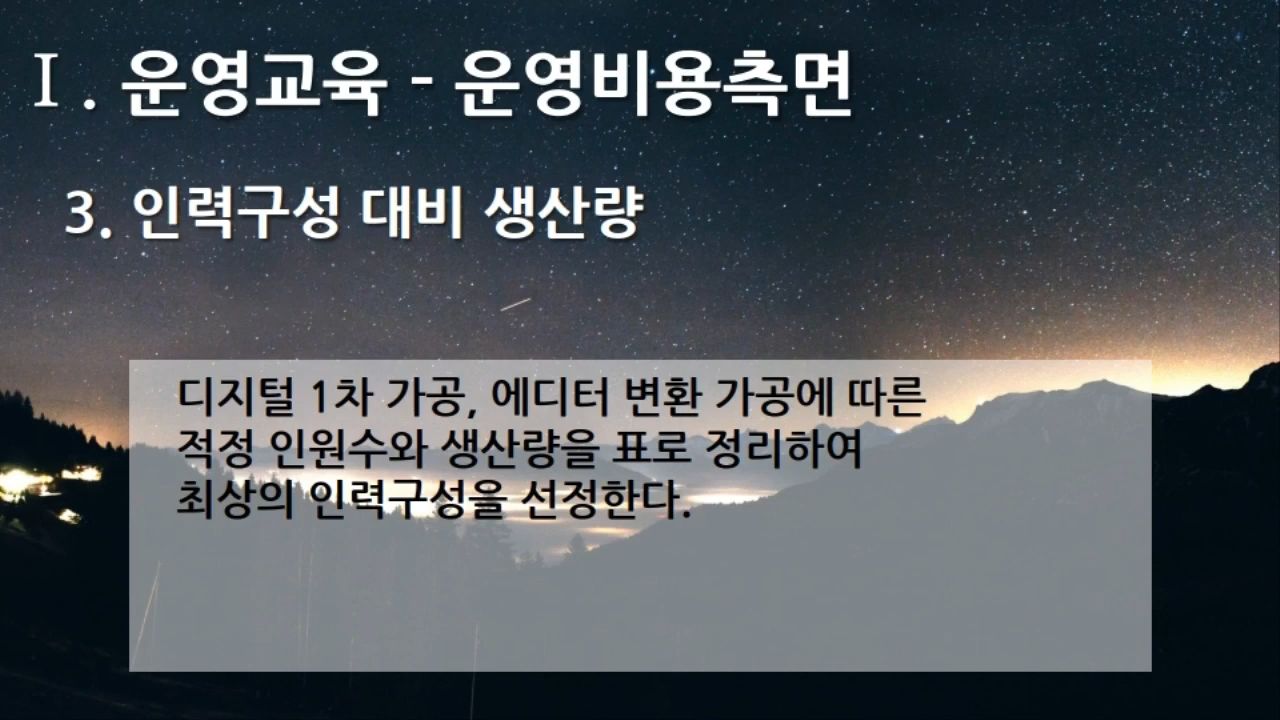 Ⅰ. 운영교육 - 운영비용측면
3. 인력구성 대비 생산량
디지털 1차 가공, 에디터 변환 가공에 따른
적정 인원수와 생산량을 표로 정리하여
최상의 인력구성을 선정한다.